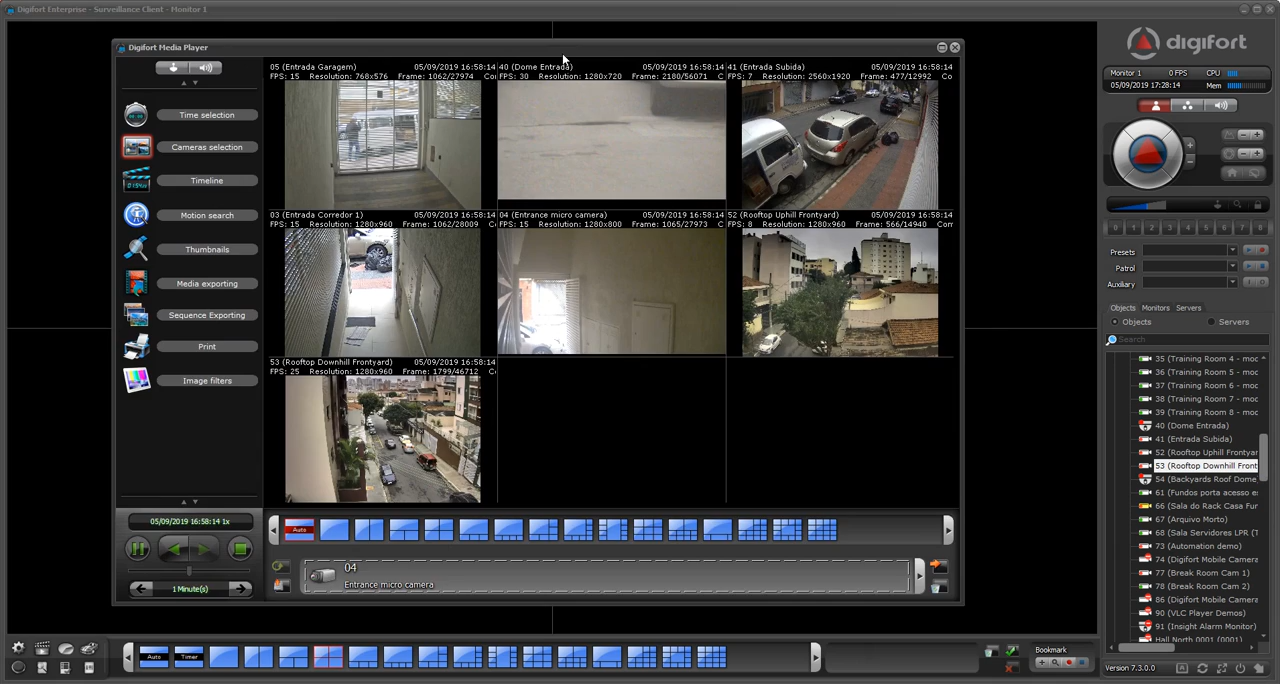 Digifort Enterprise - Surveillance Client - Monitor 1
Digifort Media Player
05 (Entrada Garagem) 05/09/2019 16:58:14
FPS: 15 Resolution: 768x576 Frame: 1062/27974 Co
40 (Dome Entrada) 05/09/2019 16:58:14
FPS: 30 Resolution: 1280x720 Frame: 2180/56071 C
41 (Entrada Subida) 05/09/2019 16:58:14
FPS: 7 Resolution: 2560x1920 Frame: 477/12992 Co
03 (Entrada Corredor 1) 05/09/2019 16:58:14
FPS: 15 Resolution: 1280x960 Frame: 1062/28009 Co
04 (Entrance micro camera) 05/09/2019 16:58:14
FPS: 15 Resolution: 1280x800 Frame: 1065/27973 C
52 (Rooftop Uphill Frontyard) 05/09/2019 16:58:14
FPS: 8 Resolution: 1280x960 Frame: 566/14940 Con
53 (Rooftop Downhill Frontyard) 05/09/2019 16:58:14
FPS: 25 Resolution: 1280x960 Frame: 1799/46712 C
Time selection
Cameras selection
Timeline
Motion search
Thumbnails
Media exporting
Sequence Exporting
Print
Image filters
05/09/2019 16:58:14 1x
1 Minute(s)
Auto
04
Entrance micro camera
Auto Timer
digifort
Monitor 1 0 FPS CPU
05/09/2019 17:28:14 Mem
0 1 2 3 4 5 6 7 8
Presets
Patrol
Auxiliary
Objects Monitors Servers
Objects Servers
Search
35 (Training Room 4 - moc
36 (Training Room 5 - moc
37 (Training Room 6 - moc
38 (Training Room 7 - moc
39 (Training Room 8 - moc
40 (Dome Entrada)
41 (Entrada Subida)
52 (Rooftop Uphill Frontyar
53 (Rooftop Downhill Front
54 (Backyards Roof Dome
61 (Fundos porta acesso e
66 (Sala do Rack Casa Fur
67 (Arquivo Morto)
68 (Sala Servidores LPR (T
73 (Automation demo)
74 (Digifort Mobile Camera
77 (Break Room Cam 1)
78 (Break Room Cam 2)
86 (Digifort Mobile Camera
90 (VLC Player Demos)
91 (Insight Alarm Monitor)
Hall North 0001 (0001)
Bookmark
Version 7.3.0.0